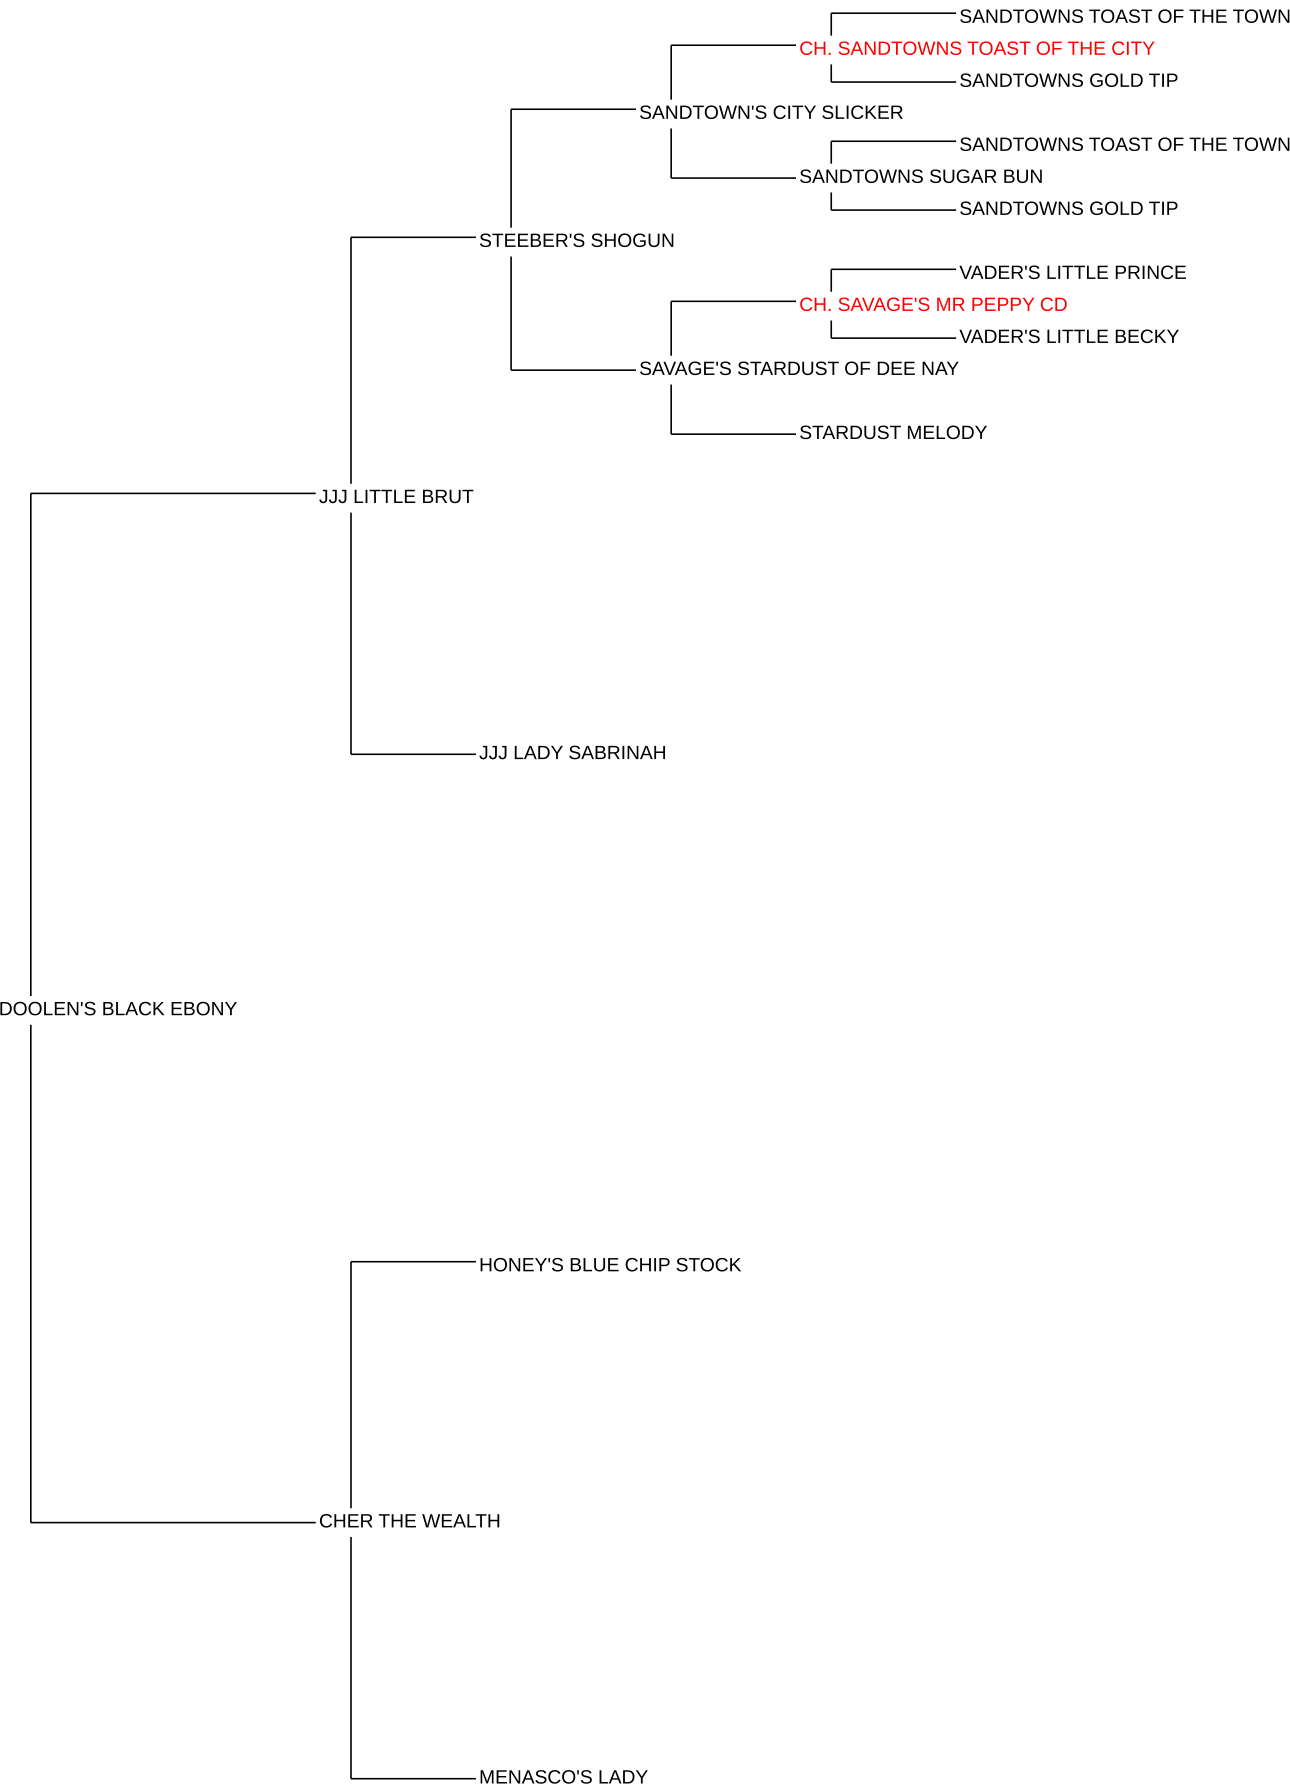 SANDTOWNS TOAST OF THE TOWN
CH. SANDTOWNS TOAST OF THE CITY
SANDTOWNS GOLD TIP
SANDTOWN'S CITY SLICKER
SANDTOWNS TOAST OF THE TOWN
SANDTOWNS SUGAR BUN
SANDTOWNS GOLD TIP
STEEBER'S SHOGUN
VADER'S LITTLE PRINCE
CH. SAVAGE'S MR PEPPY CD
VADER'S LITTLE BECKY
SAVAGE'S STARDUST OF DEE NAY
STARDUST MELODY
JJJ LITTLE BRUT
JJJ LADY SABRINAH
DOOLEN'S BLACK EBONY
HONEY'S BLUE CHIP STOCK
CHER THE WEALTH
MENASCO'S LADY